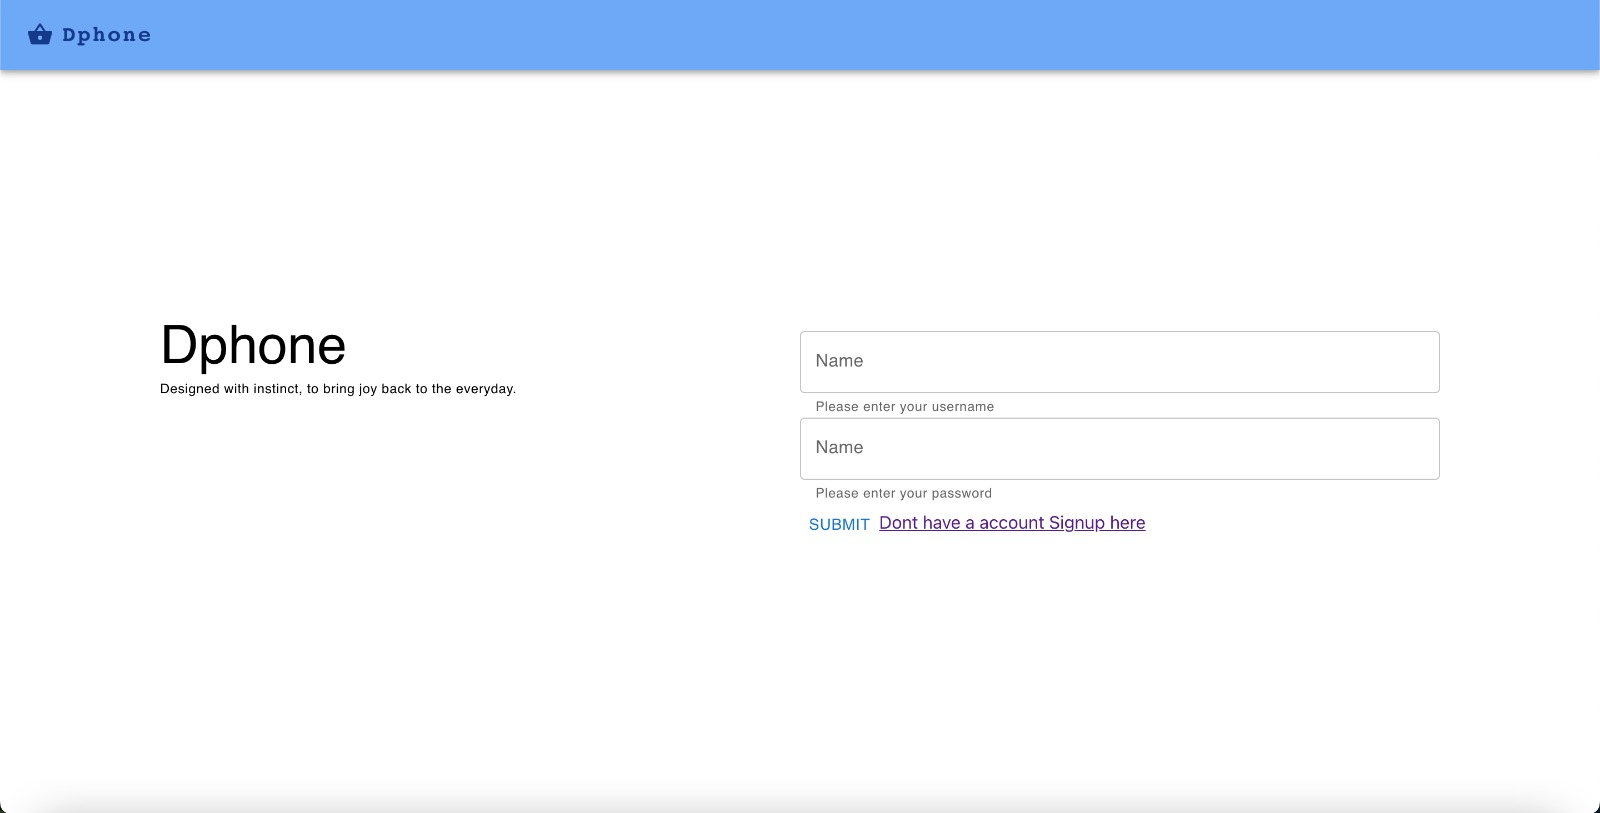 Dphone
Dphone
Designed with instinct, to bring joy back to the everyday.
Name
Please enter your username
Name
Please enter your password
SUBMIT Dont have a account Signup here